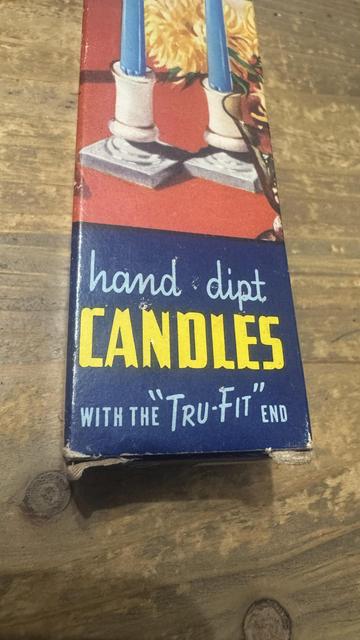 hand dipt
CANDLES
WITH THE "TRU-FIT" END